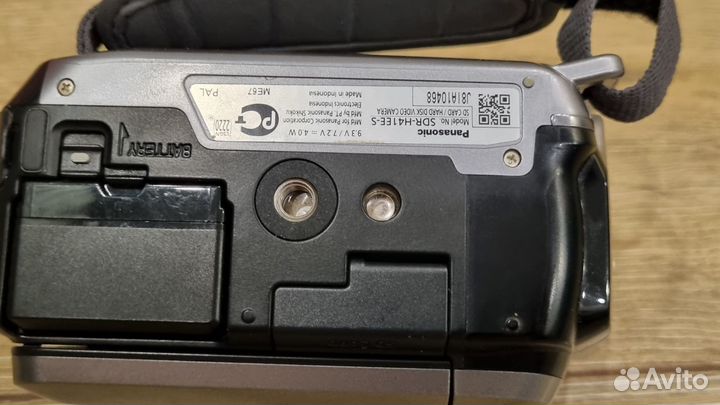 Panasonic
Model No. SDR-H41EE-S
SD CARD / HARD DISK VIDEO CAMERA
J8IA10468
9.3V/7.2V ⎓ 4.0W
Mfd for Panasonic Corporation
Mfd by PT. Panasonic Shikoku
Electronics Indonesia
Made in Indonesia
ME67
PAL
BATTERY
Avito